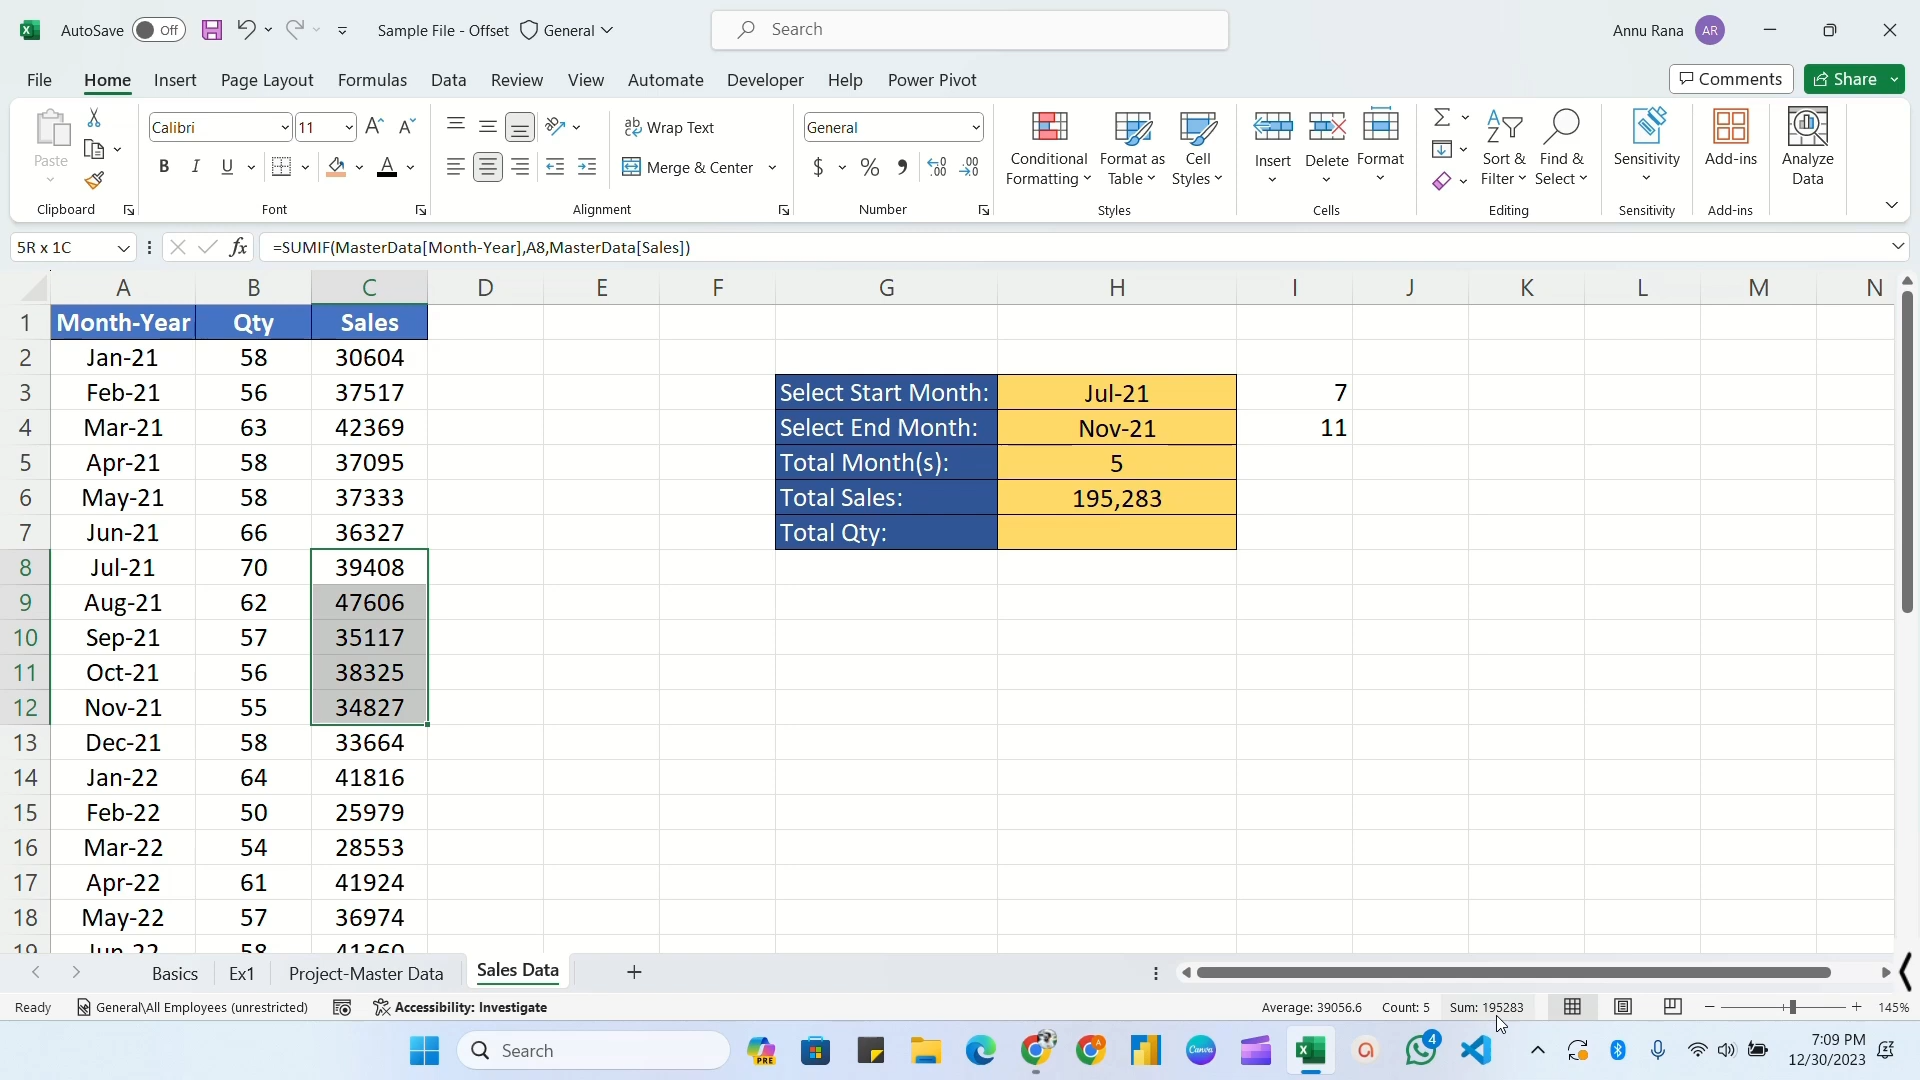 AutoSave Off Sample File - Offset General Search Annu Rana AR
File Home Insert Page Layout Formulas Data Review View Automate Developer Help Power Pivot Comments Share
Paste Calibri 11 Wrap Text General Conditional Formatting Format as Table Cell Styles Insert Delete Format Sort & Filter Find & Select Sensitivity Add-ins Analyze Data
B I U A Merge & Center $ %
Clipboard Font Alignment Number Styles Cells Editing Sensitivity Add-ins
5R x 1C fx =SUMIF(MasterData[Month-Year],A8,MasterData[Sales])
A B C D E F G H I J K L M N
1 Month-Year Qty Sales
2 Jan-21 58 30604
3 Feb-21 56 37517 Select Start Month: Jul-21 7
4 Mar-21 63 42369 Select End Month: Nov-21 11
5 Apr-21 58 37095 Total Month(s): 5
6 May-21 58 37333 Total Sales: 195,283
7 Jun-21 66 36327 Total Qty:
8 Jul-21 70 39408
9 Aug-21 62 47606
10 Sep-21 57 35117
11 Oct-21 56 38325
12 Nov-21 55 34827
13 Dec-21 58 33664
14 Jan-22 64 41816
15 Feb-22 50 25979
16 Mar-22 54 28553
17 Apr-22 61 41924
18 May-22 57 36974
19 Jun-22 58 41360
Basics Ex1 Project-Master Data Sales Data
Ready General\All Employees (unrestricted) Accessibility: Investigate Average: 39056.6 Count: 5 Sum: 195283 145%
Search PRE Canva 4 7:09 PM
12/30/2023